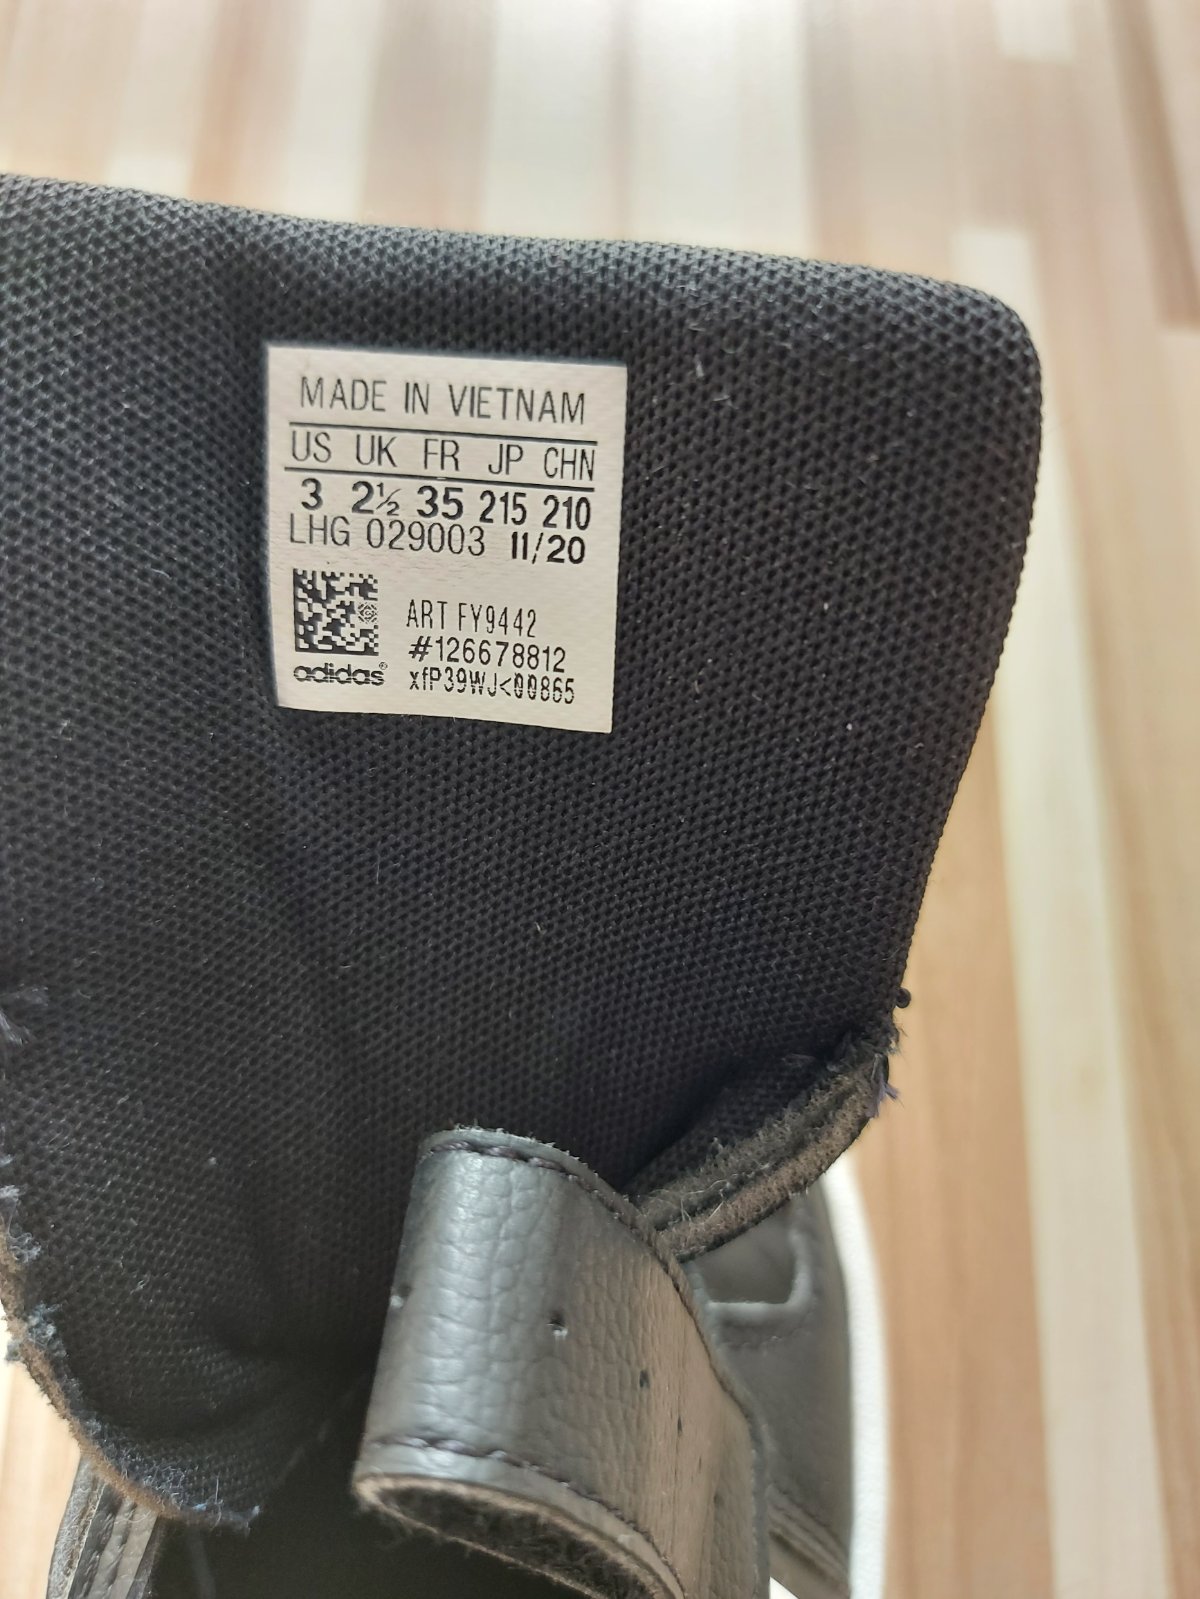 MADE IN VIETNAM
US UK FR JP CHN
3 2½ 35 215 210
LHG 029003 11/20
ART FY9442
#126678812
adidas® xfP39WJ<00865